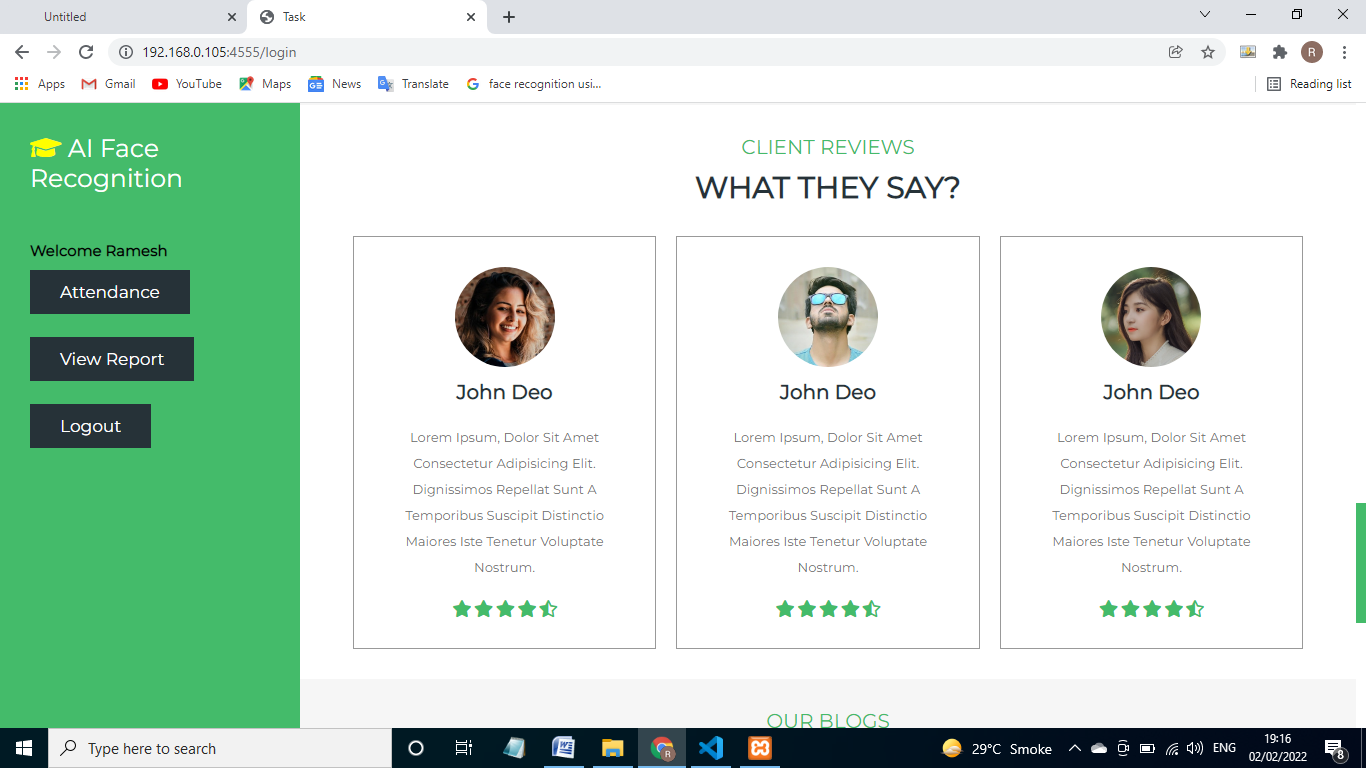 Untitled
Task
192.168.0.105:4555/login
R
Apps
Gmail
YouTube
Maps
News
Translate
face recognition usi...
Reading list
AI Face
Recognition
Welcome Ramesh
Attendance
View Report
Logout
CLIENT REVIEWS
WHAT THEY SAY?
John Deo
Lorem Ipsum, Dolor Sit Amet
Consectetur Adipisicing Elit.
Dignissimos Repellat Sunt A
Temporibus Suscipit Distinctio
Maiores Iste Tenetur Voluptate
Nostrum.
John Deo
Lorem Ipsum, Dolor Sit Amet
Consectetur Adipisicing Elit.
Dignissimos Repellat Sunt A
Temporibus Suscipit Distinctio
Maiores Iste Tenetur Voluptate
Nostrum.
John Deo
Lorem Ipsum, Dolor Sit Amet
Consectetur Adipisicing Elit.
Dignissimos Repellat Sunt A
Temporibus Suscipit Distinctio
Maiores Iste Tenetur Voluptate
Nostrum.
OUR BLOGS
Type here to search
29°C Smoke
ENG
19:16
02/02/2022
8